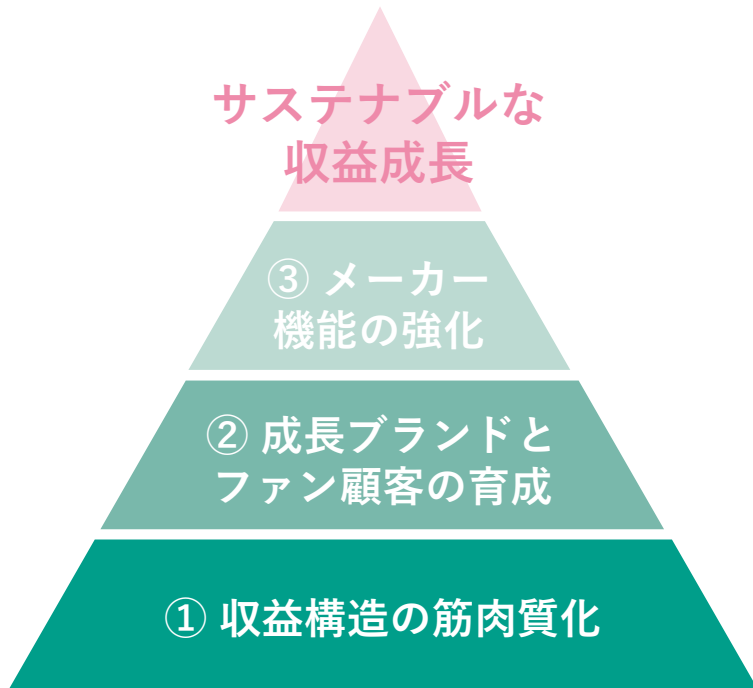 サステナブルな
収益成長
③ メーカー
機能の強化
② 成長ブランドと
ファン顧客の育成
① 収益構造の筋肉質化